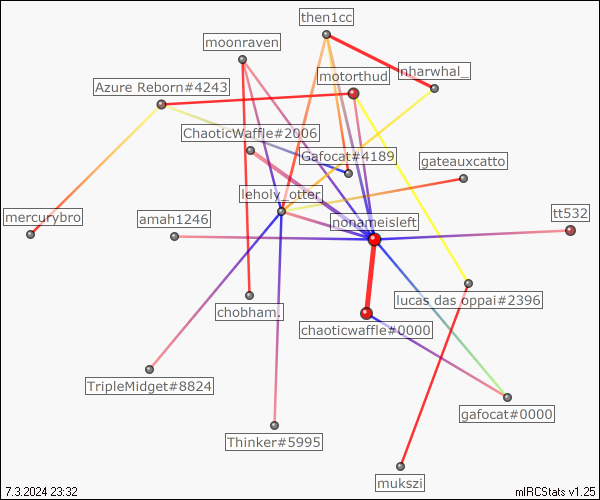 then1cc
moonraven
nharwhal_
motorthud
Azure Reborn#4243
ChaoticWaffle#2006
Gafocat#4189
gateauxcatto
leholy_otter
mercurybro
amah1246
nonameisleft
tt532
lucas das oppai#2396
chobham.
chaoticwaffle#0000
TripleMidget#8824
gafocat#0000
Thinker#5995
mukszi
7.3.2024 23:32
mIRCStats v1.25